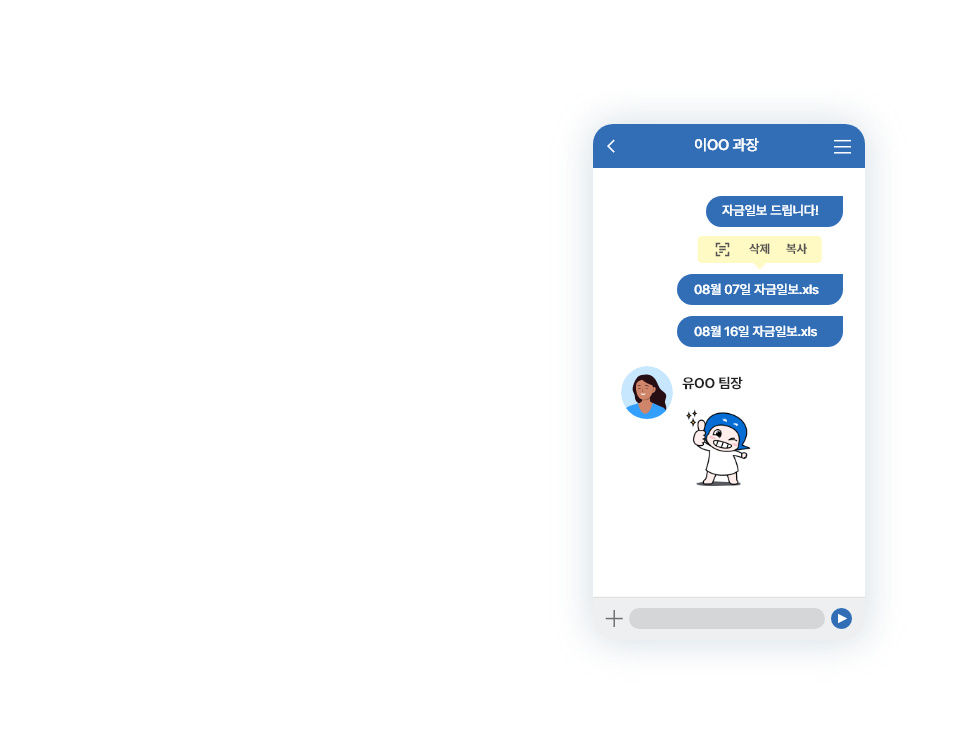 이OO 과장
자금일보 드립니다!
삭제 복사
08월 07일 자금일보.xls
08월 16일 자금일보.xls
유OO 팀장